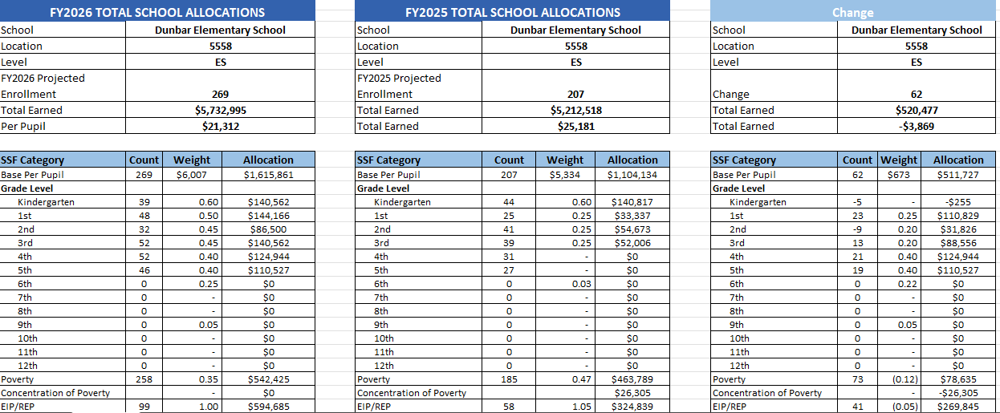 FY2026 TOTAL SCHOOL ALLOCATIONS FY2025 TOTAL SCHOOL ALLOCATIONS Change
School Dunbar Elementary School School Dunbar Elementary School School Dunbar Elementary School
Location 5558 Location 5558 Location 5558
Level ES Level ES Level ES
FY2026 Projected FY2025 Projected
Enrollment 269 Enrollment 207 Change 62
Total Earned $5,732,995 Total Earned $5,212,518 Total Earned $520,477
Per Pupil $21,312 Total Earned $25,181 Total Earned -$3,869
SSF Category Count Weight Allocation SSF Category Count Weight Allocation SSF Category Count Weight Allocation
Base Per Pupil 269 $6,007 $1,615,861 Base Per Pupil 207 $5,334 $1,104,134 Base Per Pupil 62 $673 $511,727
Grade Level Grade Level Grade Level
Kindergarten 39 0.60 $140,562 Kindergarten 44 0.60 $140,817 Kindergarten -5 - -$255
1st 48 0.50 $144,166 1st 25 0.25 $33,337 1st 23 0.25 $110,829
2nd 32 0.45 $86,500 2nd 41 0.25 $54,673 2nd -9 0.20 $31,826
3rd 52 0.45 $140,562 3rd 39 0.25 $52,006 3rd 13 0.20 $88,556
4th 52 0.40 $124,944 4th 31 - $0 4th 21 0.40 $124,944
5th 46 0.40 $110,527 5th 27 - $0 5th 19 0.40 $110,527
6th 0 0.25 $0 6th 0 0.03 $0 6th 0 0.22 $0
7th 0 - $0 7th 0 - $0 7th 0 - $0
8th 0 - $0 8th 0 - $0 8th 0 - $0
9th 0 0.05 $0 9th 0 - $0 9th 0 0.05 $0
10th 0 - $0 10th 0 - $0 10th 0 - $0
11th 0 - $0 11th 0 - $0 11th 0 - $0
12th 0 - $0 12th 0 - $0 12th 0 - $0
Poverty 258 0.35 $542,425 Poverty 185 0.47 $463,789 Poverty 73 (0.12) $78,635
Concentration of Poverty - $0 Concentration of Poverty $26,305 Concentration of Poverty - -$26,305
EIP/REP 99 1.00 $594,685 EIP/REP 58 1.05 $324,839 EIP/REP 41 (0.05) $269,845